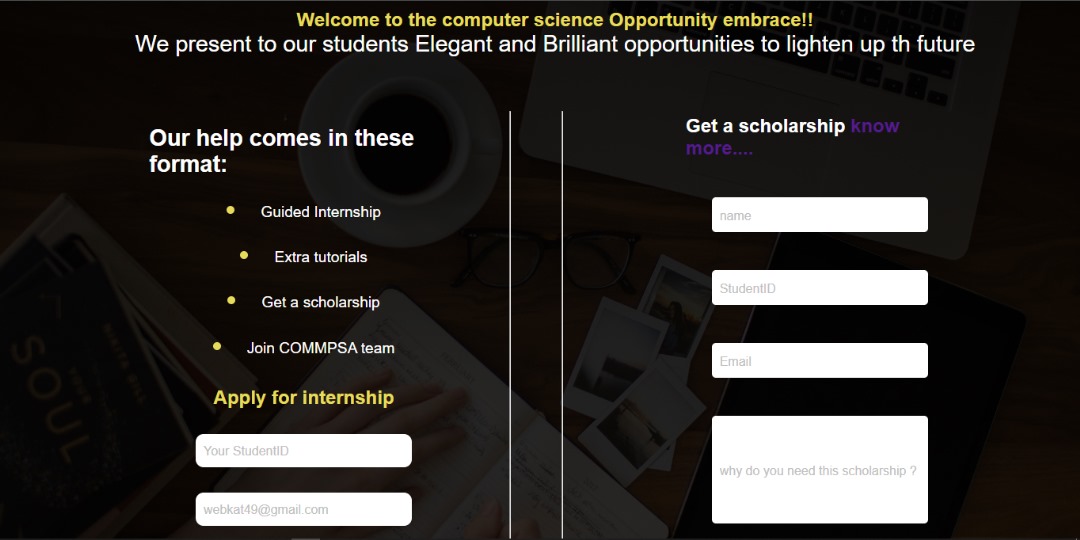 Welcome to the computer science Opportunity embrace!!
We present to our students Elegant and Brilliant opportunities to lighten up th future
Our help comes in these
format:
Guided Internship
Extra tutorials
Get a scholarship
Join COMMPSA team
Apply for internship
Your StudentID
webkat49@gmail.com
Get a scholarship know
more....
name
StudentID
Email
why do you need this scholarship ?
SOUL